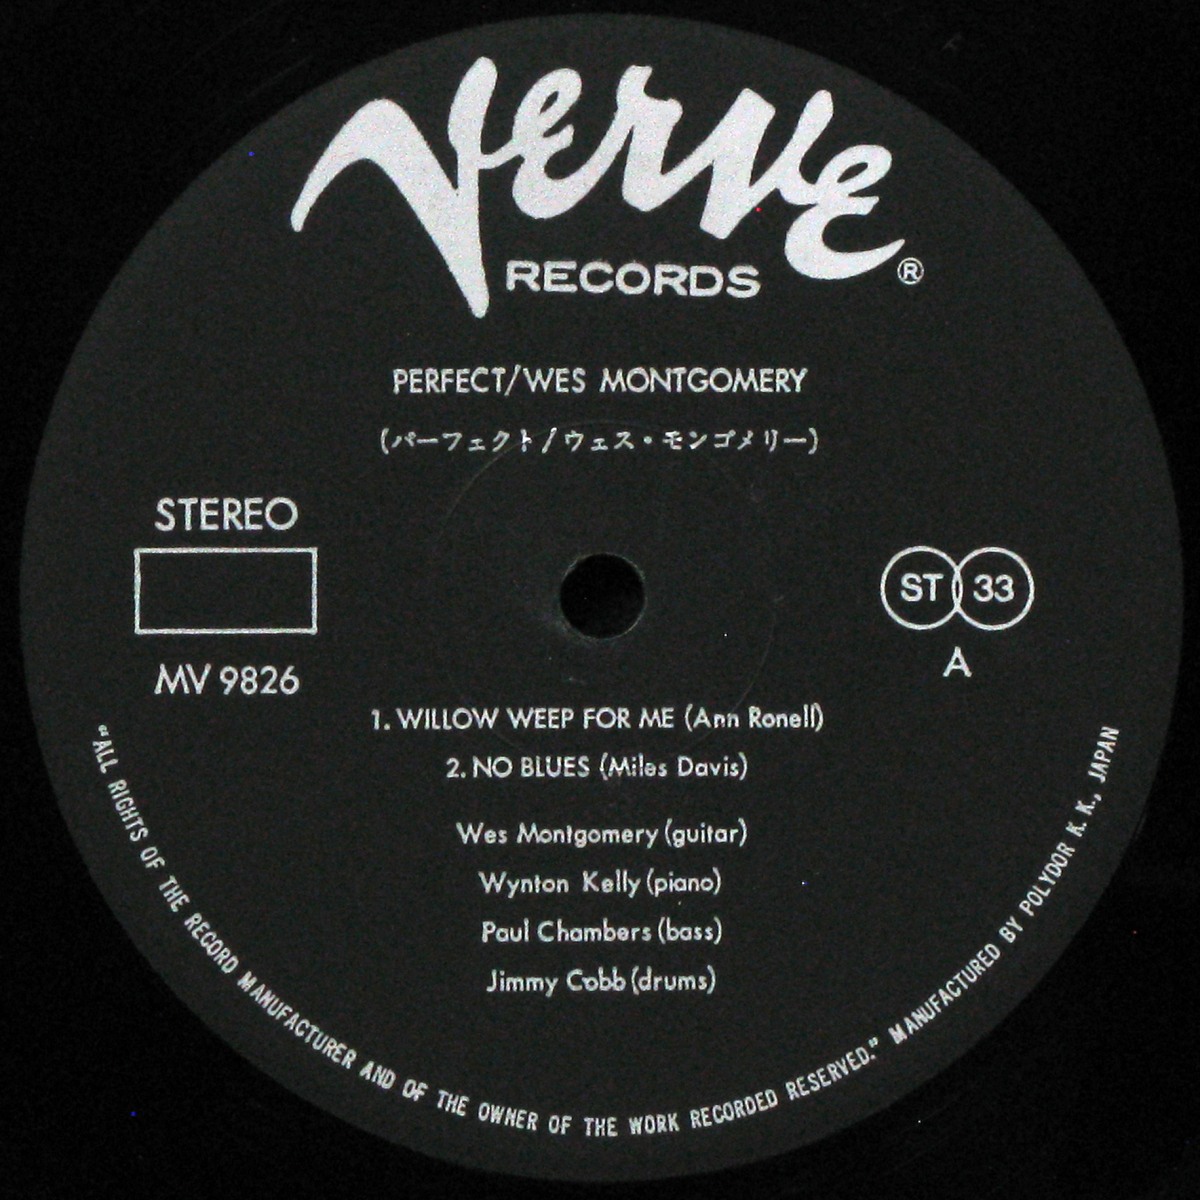 Verve
RECORDS ®
PERFECT/WES MONTGOMERY
(パーフェクト/ウェス・モンゴメリー)
STEREO
MV 9826
ST 33
A
1. WILLOW WEEP FOR ME (Ann Ronell)
2. NO BLUES (Miles Davis)
Wes Montgomery (guitar)
Wynton Kelly (piano)
Paul Chambers (bass)
Jimmy Cobb (drums)
"ALL RIGHTS OF THE RECORD MANUFACTURER AND OF THE OWNER OF THE WORK RECORDED RESERVED." MANUFACTURED BY POLYDOR K. K., JAPAN